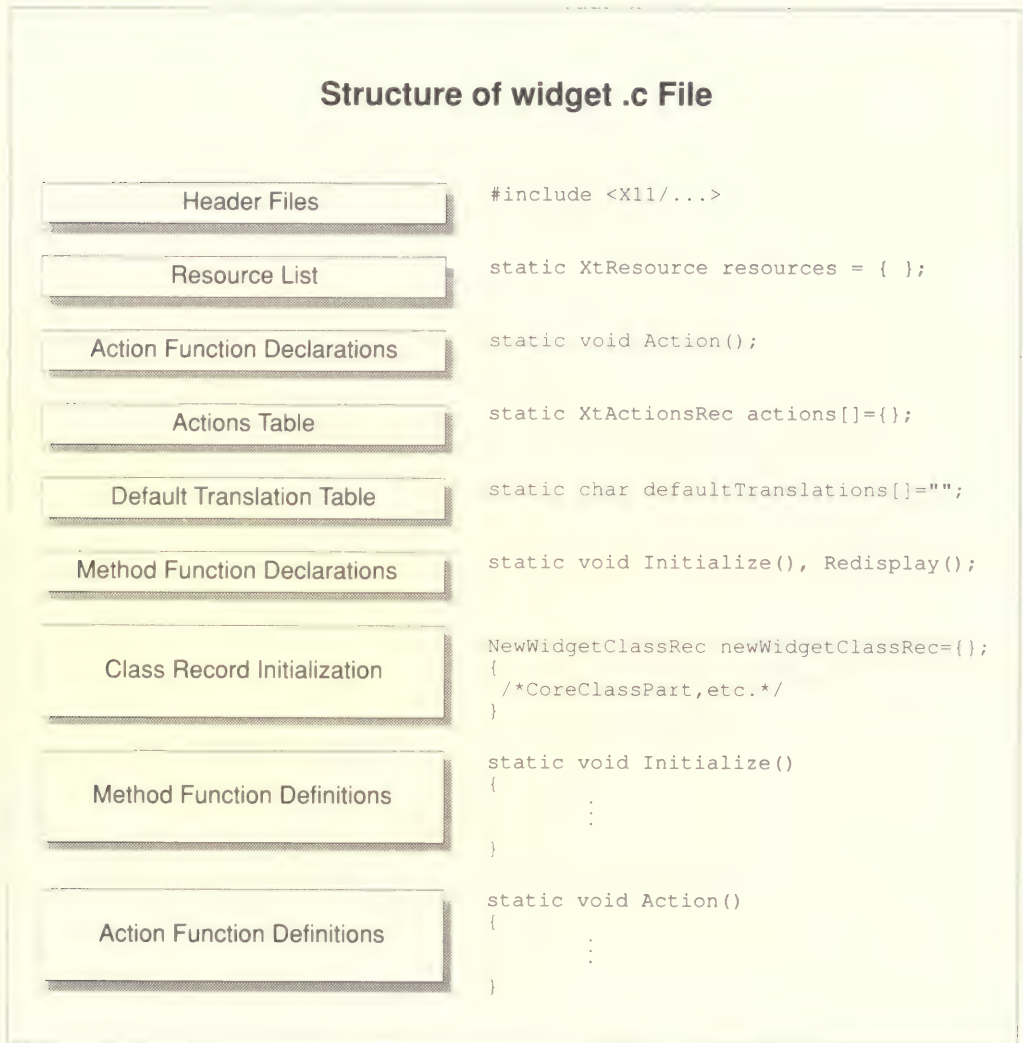 Structure of widget .c File
Header Files
#include <X11/...>
Resource List
static XtResource resources = { };
Action Function Declarations
static void Action();
Actions Table
static XtActionsRec actions[]={};
Default Translation Table
static char defaultTranslations[]="";
Method Function Declarations
static void Initialize(), Redisplay();
Class Record Initialization
NewWidgetClassRec newWidgetClassRec={};
{
/*CoreClassPart,etc.*/
}
Method Function Definitions
static void Initialize()
{
.
.
.
}
Action Function Definitions
static void Action()
{
.
.
.
}